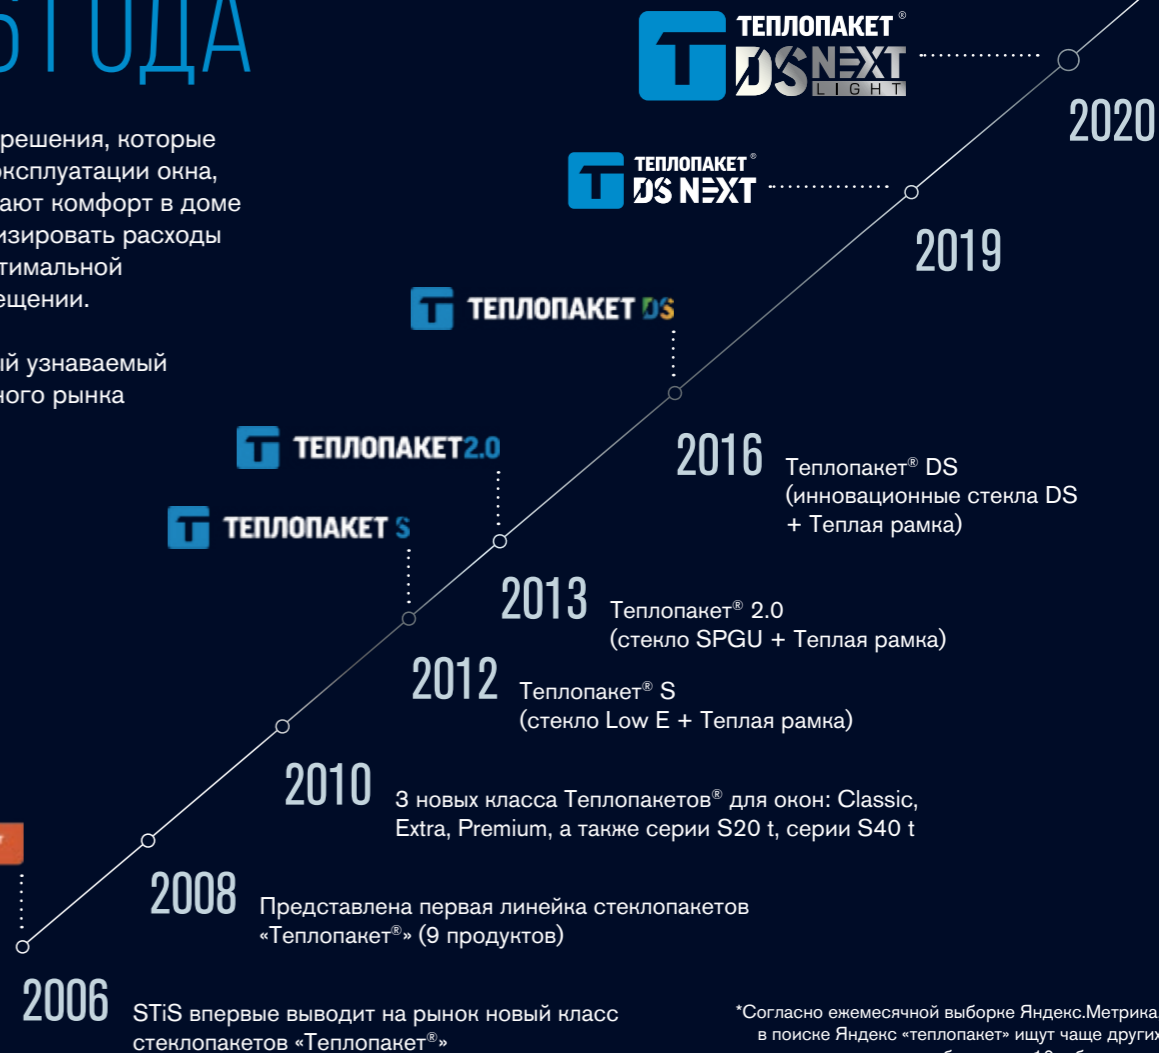 6 ГОДА
решения, которые
эксплуатации окна,
ают комфорт в доме
изировать расходы
тимальной
ещении.
ый узнаваемый
ного рынка
ТЕПЛОПАКЕТ®
DS NEXT
LIGHT
2020
ТЕПЛОПАКЕТ®
DS NEXT
2019
ТЕПЛОПАКЕТ DS
2016
Теплопакет® DS
(инновационные стекла DS
+ Теплая рамка)
ТЕПЛОПАКЕТ2.0
2013
Теплопакет® 2.0
(стекло SPGU + Теплая рамка)
ТЕПЛОПАКЕТ S
2012
Теплопакет® S
(стекло Low E + Теплая рамка)
2010
3 новых класса Теплопакетов® для окон: Classic,
Extra, Premium, а также серии S20 t, серии S40 t
2008
Представлена первая линейка стеклопакетов
«Теплопакет®» (9 продуктов)
2006
STiS впервые выводит на рынок новый класс
стеклопакетов «Теплопакет®»
*Согласно ежемесячной выборке Яндекс.Метрика.
в поиске Яндекс «теплопакет» ищут чаще других